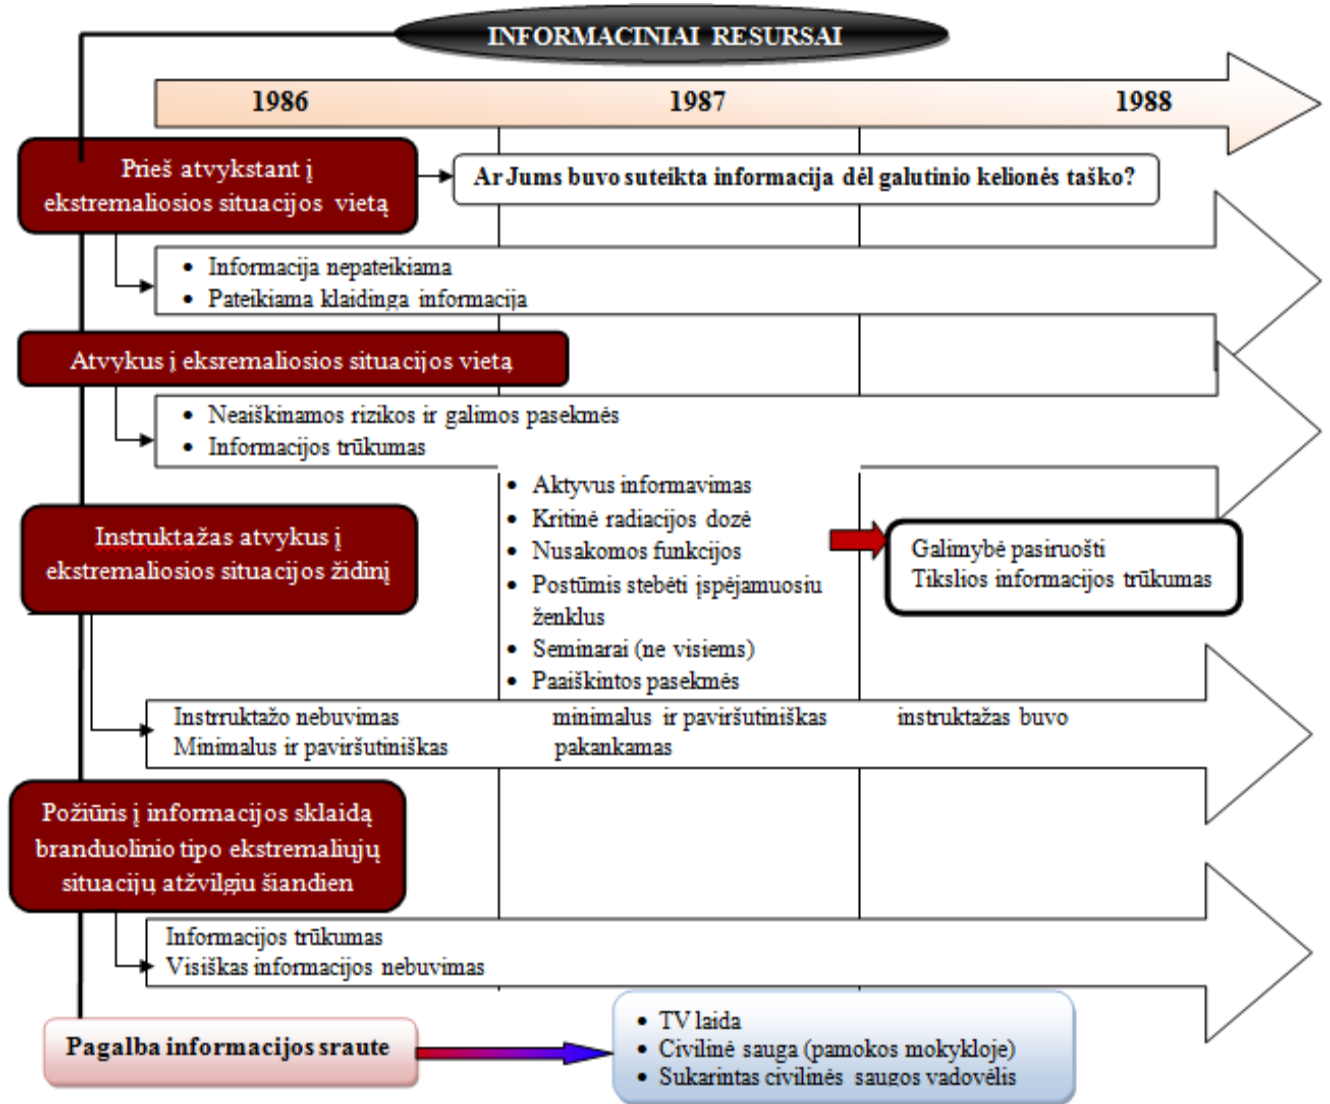 INFORMACINIAI RESURSAI
1986 1987 1988
Prieš atvykstant į
ekstremaliosios situacijos vietą
Ar Jums buvo suteikta informacija dėl galutinio kelionės taško?
• Informacija nepateikiama
• Pateikiama klaidinga informacija
Atvykus į eksremaliosios situacijos vietą
• Neaiškinamos rizikos ir galimos pasekmės
• Informacijos trūkumas
• Aktyvus informavimas
• Kritinė radiacijos dozė
• Nusakomos funkcijos
• Postūmis stebėti įspėjamuosiu
ženklus
• Seminarai (ne visiems)
• Paaiškintos pasekmės
Galimybė pasiruošti
Tikslios informacijos trūkumas
Instruktažas atvykus į
ekstremaliosios situacijos židinį
Instrruktažo nebuvimas minimalus ir paviršutiniškas instruktažas buvo
Minimalus ir paviršutiniškas pakankamas
Požiūris į informacijos sklaidą
branduolinio tipo ekstremaliųjų
situacijų atžvilgiu šiandien
Informacijos trūkumas
Visiškas informacijos nebuvimas
Pagalba informacijos sraute
• TV laida
• Civilinė sauga (pamokos mokykloje)
• Sukarintas civilinės saugos vadovėlis